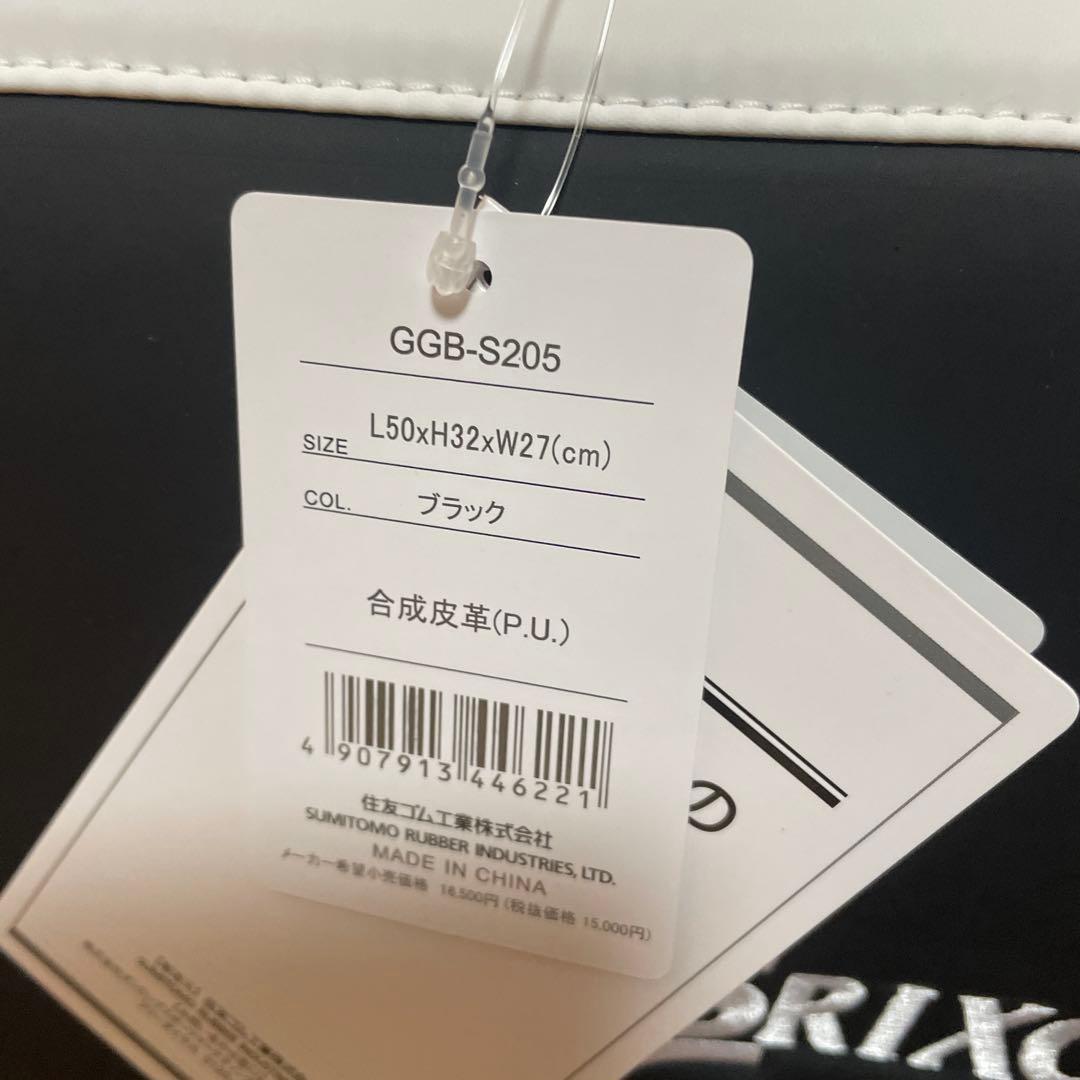 GGB-S205
SIZE L50xH32xW27(cm)
COL. ブラック
合成皮革(P.U.)
4 907913 446221
住友ゴム工業株式会社
SUMITOMO RUBBER INDUSTRIES, LTD.
MADE IN CHINA
メーカー希望小売価格 16,500円 (税抜価格 15,000円)
の
SRIXO